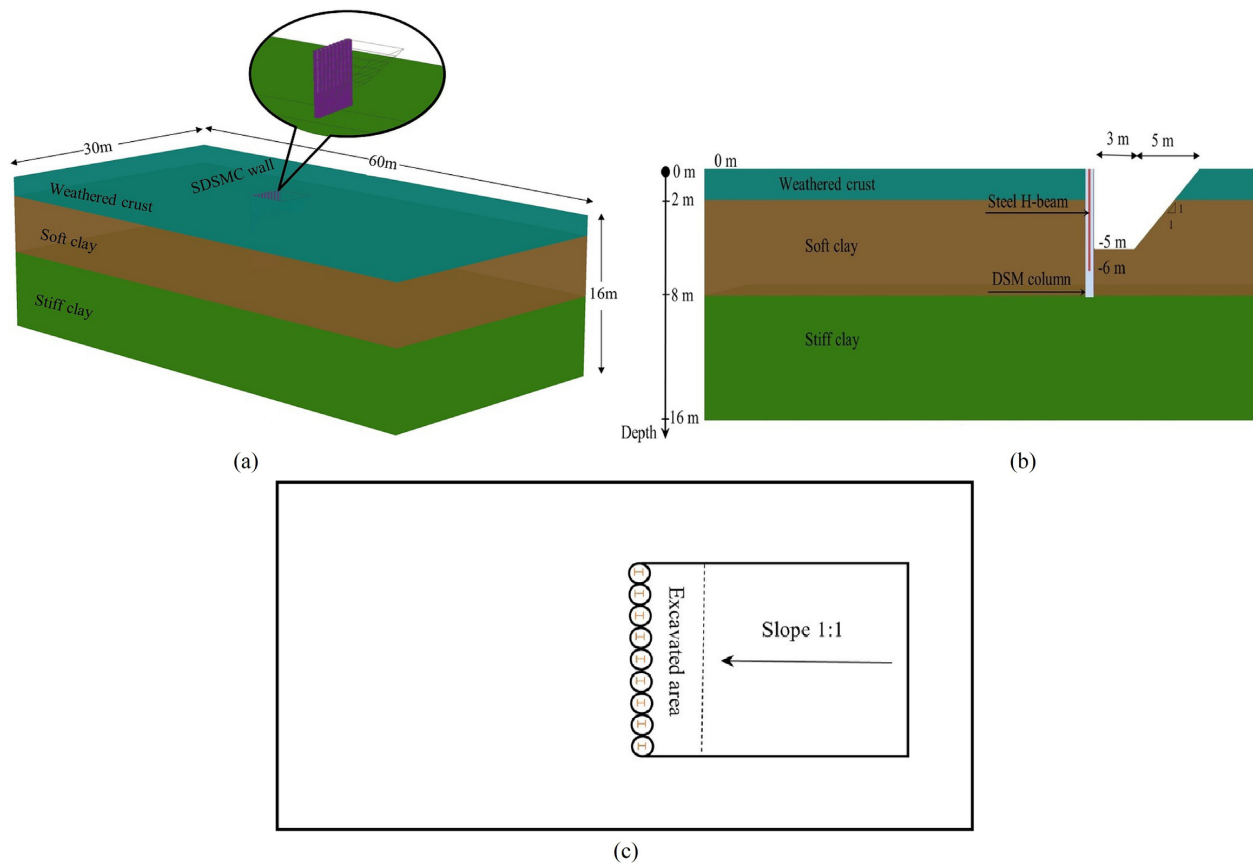 30m
60m
SDSMC wall
Weathered crust
Soft clay
Stiff clay
16m
(a)
3 m
5 m
0 m
0 m
Weathered crust
2 m
Steel H-beam
1
1
Soft clay
-5 m
-6 m
DSM column
8 m
Stiff clay
16 m
Depth
(b)
H
H
H
H
H
H
H
H
H
Excavated area
Slope 1:1
(c)